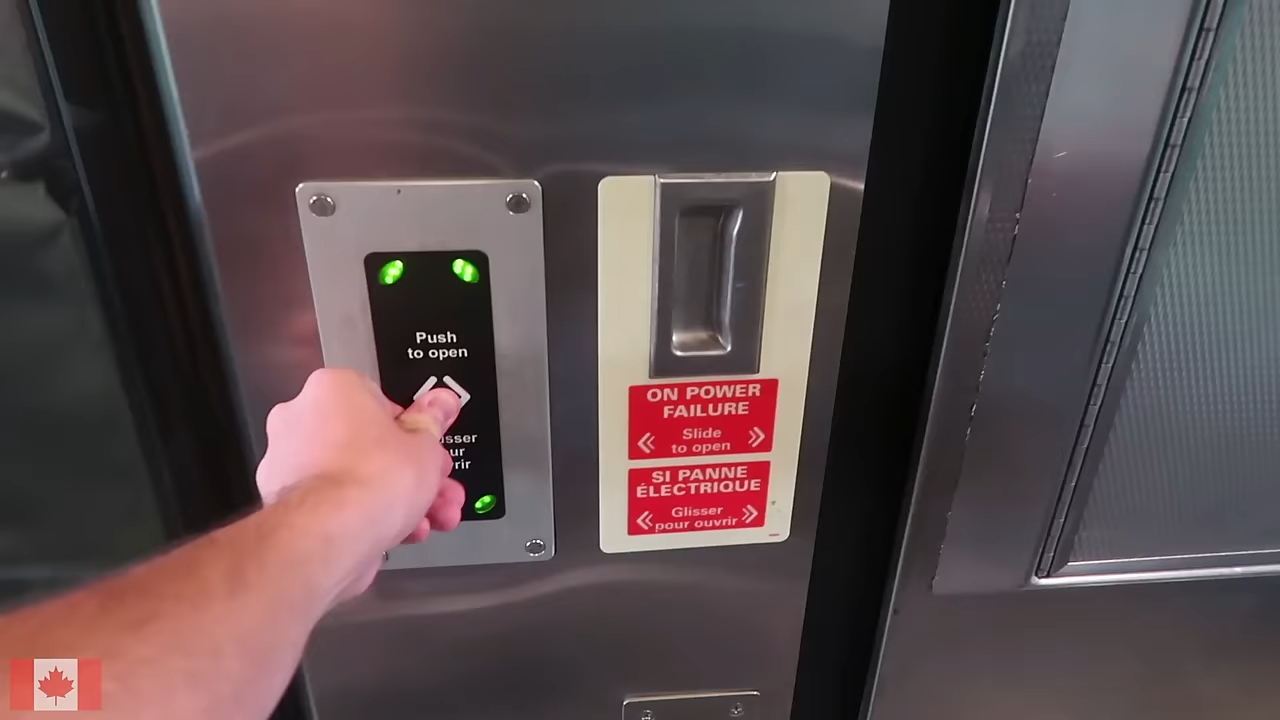 Push
to open
ON POWER
FAILURE
Slide
to open
SI PANNE
ÉLECTRIQUE
Glisser
pour ouvrir